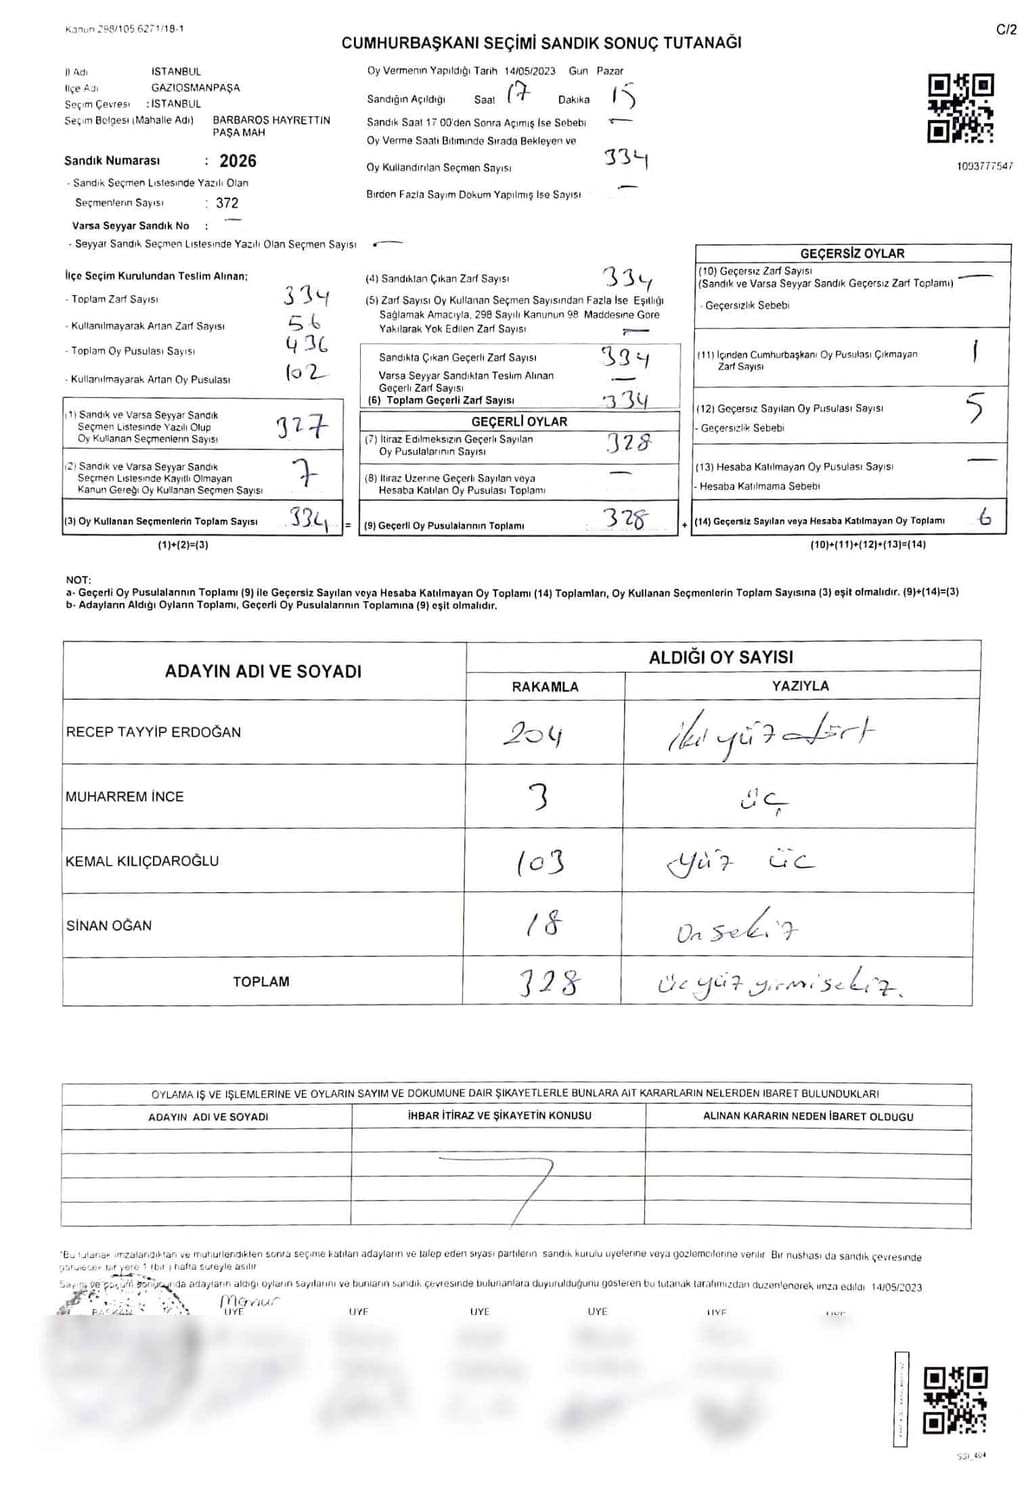 Kanun 298/105,6271/18-1
C/2
CUMHURBAŞKANI SEÇİMİ SANDIK SONUÇ TUTANAĞI
İl Adı İSTANBUL
İlçe Adı GAZİOSMANPAŞA
Seçim Çevresi : İSTANBUL
Seçim Bölgesi (Mahalle Adı) BARBAROS HAYRETTİN
PAŞA MAH
Sandık Numarası : 2026
- Sandık Seçmen Listesinde Yazılı Olan
Seçmenlerin Sayısı : 372
Varsa Seyyar Sandık No : —
- Seyyar Sandık Seçmen Listesinde Yazılı Olan Seçmen Sayısı —
Oy Vermenin Yapıldığı Tarih 14/05/2023 Gün Pazar
Sandığın Açıldığı Saat 17 Dakika 15
Sandık Saat 17 00'den Sonra Açımış İse Sebebi —
Oy Verme Saati Bitiminde Sırada Bekleyen ve
Oy Kullandırılan Seçmen Sayısı 334
Birden Fazla Sayım Döküm Yapılmış İse Sayısı —
1093777547
İlçe Seçim Kurulundan Teslim Alınan;
- Toplam Zarf Sayısı 334
- Kullanılmayarak Artan Zarf Sayısı 56
- Toplam Oy Pusulası Sayısı 436
- Kullanılmayarak Artan Oy Pusulası 102
(1) Sandık ve Varsa Seyyar Sandık
Seçmen Listesinde Yazılı Olup
Oy Kullanan Seçmenlerin Sayısı 327
(2) Sandık ve Varsa Seyyar Sandık
Seçmen Listesinde Kayıtlı Olmayan
Kanun Gereği Oy Kullanan Seçmen Sayısı 7
(3) Oy Kullanan Seçmenlerin Toplam Sayısı 334 =
(1)+(2)=(3)
(4) Sandıktan Çıkan Zarf Sayısı 334
(5) Zarf Sayısı Oy Kullanan Seçmen Sayısından Fazla İse Eşitliği
Sağlamak Amacıyla, 298 Sayılı Kanunun 98 Maddesine Göre
Yakılarak Yok Edilen Zarf Sayısı —
Sandıkta Çıkan Geçerli Zarf Sayısı 334
Varsa Seyyar Sandıktan Teslim Alınan
Geçerli Zarf Sayısı —
(6) Toplam Geçerli Zarf Sayısı 334
GEÇERLİ OYLAR
(7) İtiraz Edilmeksizin Geçerli Sayılan
Oy Pusulalarının Sayısı 328
(8) İtiraz Üzerine Geçerli Sayılan veya
Hesaba Katılan Oy Pusulası Toplamı —
(9) Geçerli Oy Pusulalarının Toplamı 328 +
GEÇERSİZ OYLAR
(10) Geçersiz Zarf Sayısı
(Sandık ve Varsa Seyyar Sandık Geçersiz Zarf Toplamı) —
- Geçersizlik Sebebi
(11) İçinden Cumhurbaşkanı Oy Pusulası Çıkmayan
Zarf Sayısı 1
(12) Geçersiz Sayılan Oy Pusulası Sayısı 5
- Geçersizlik Sebebi
(13) Hesaba Katılmayan Oy Pusulası Sayısı —
- Hesaba Katılmama Sebebi
(14) Geçersiz Sayılan veya Hesaba Katılmayan Oy Toplamı 6
(10)+(11)+(12)+(13)=(14)
NOT:
a- Geçerli Oy Pusulalarının Toplamı (9) ile Geçersiz Sayılan veya Hesaba Katılmayan Oy Toplamı (14) Toplamları, Oy Kullanan Seçmenlerin Toplam Sayısına (3) eşit olmalıdır. (9)+(14)=(3)
b- Adayların Aldığı Oyların Toplamı, Geçerli Oy Pusulalarının Toplamına (9) eşit olmalıdır.
ADAYIN ADI VE SOYADI
ALDIĞI OY SAYISI
RAKAMLA YAZIYLA
RECEP TAYYİP ERDOĞAN 204 iki yüz dört
MUHARREM İNCE 3 üç
KEMAL KILIÇDAROĞLU 103 yüz üc
SİNAN OĞAN 18 On sekiz
TOPLAM 328 üc yüz yirmi sekiz.
OYLAMA İŞ VE İŞLEMLERİNE VE OYLARIN SAYIM VE DÖKÜMÜNE DAİR ŞİKAYETLERLE BUNLARA AİT KARARLARIN NELERDEN İBARET BULUNDUKLARI
ADAYIN ADI VE SOYADI İHBAR İTİRAZ VE ŞİKAYETİN KONUSU ALINAN KARARIN NEDEN İBARET OLDUĞU
*Bu tutanak imzalandıktan ve mühürlendikten sonra seçime katılan adayların ve talep eden siyası partilerin sandık kurulu üyelerine veya gözlemcilerine verilir Bir nüshası da sandık çevresinde
görülecek bir yere 1 (bir) hafta süreyle asılır
Sayım ve döküm sonucunda adayların aldığı oyların sayılarını ve bunların sandık çevresinde bulunanlara duyurulduğunu gösteren bu tutanak tarafımızdan düzenlenerek imza edildi 14/05/2023
BAŞKAN ÜYE ÜYE ÜYE ÜYE ÜYE